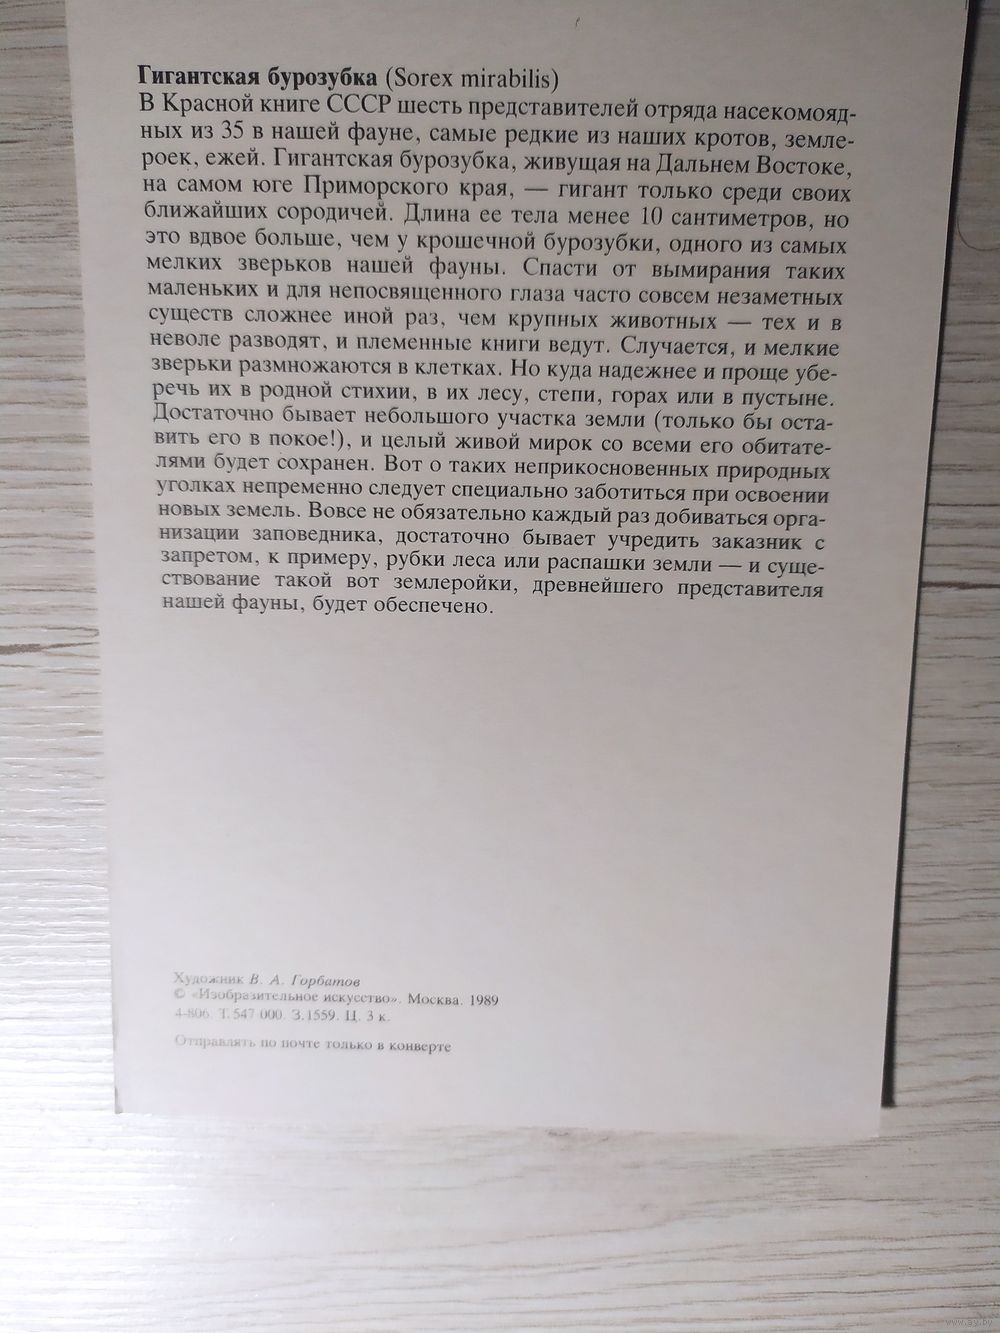 Гигантская бурозубка (Sorex mirabilis)
В Красной книге СССР шесть представителей отряда насекомояд-
ных из 35 в нашей фауне, самые редкие из наших кротов, земле-
роек, ежей. Гигантская бурозубка, живущая на Дальнем Востоке,
на самом юге Приморского края, — гигант только среди своих
ближайших сородичей. Длина ее тела менее 10 сантиметров, но
это вдвое больше, чем у крошечной бурозубки, одного из самых
мелких зверьков нашей фауны. Спасти от вымирания таких
маленьких и для непосвященного глаза часто совсем незаметных
существ сложнее иной раз, чем крупных животных — тех и в
неволе разводят, и племенные книги ведут. Случается, и мелкие
зверьки размножаются в клетках. Но куда надежнее и проще убе-
речь их в родной стихии, в их лесу, степи, горах или в пустыне.
Достаточно бывает небольшого участка земли (только бы оста-
вить его в покое!), и целый живой мирок со всеми его обитате-
лями будет сохранен. Вот о таких неприкосновенных природных
уголках непременно следует специально заботиться при освоении
новых земель. Вовсе не обязательно каждый раз добиваться орга-
низации заповедника, достаточно бывает учредить заказник с
запретом, к примеру, рубки леса или распашки земли — и суще-
ствование такой вот землеройки, древнейшего представителя
нашей фауны, будет обеспечено.
Художник В. А. Горбатов
© «Изобразительное искусство». Москва. 1989
4-806. Т. 547 000. З.1559. Ц. 3 к.
Отправлять по почте только в конверте
www.ay.by